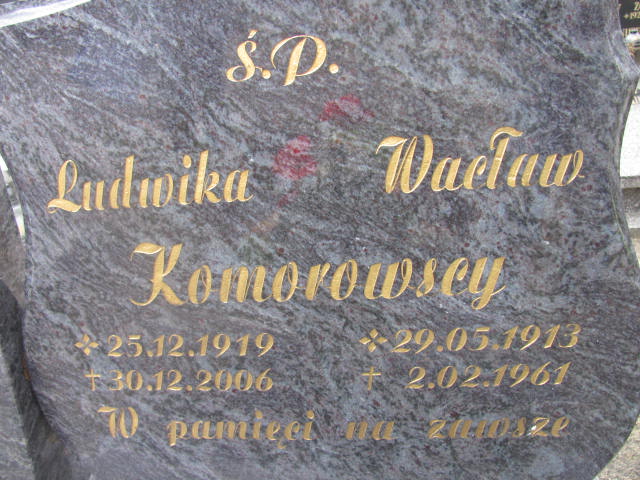 Ś.P.
Ludwika Wacław
Komorowscy
25.12.1919 29.05.1913
† 30.12.2006 † 2.02.1961
W pamięci na zawsze